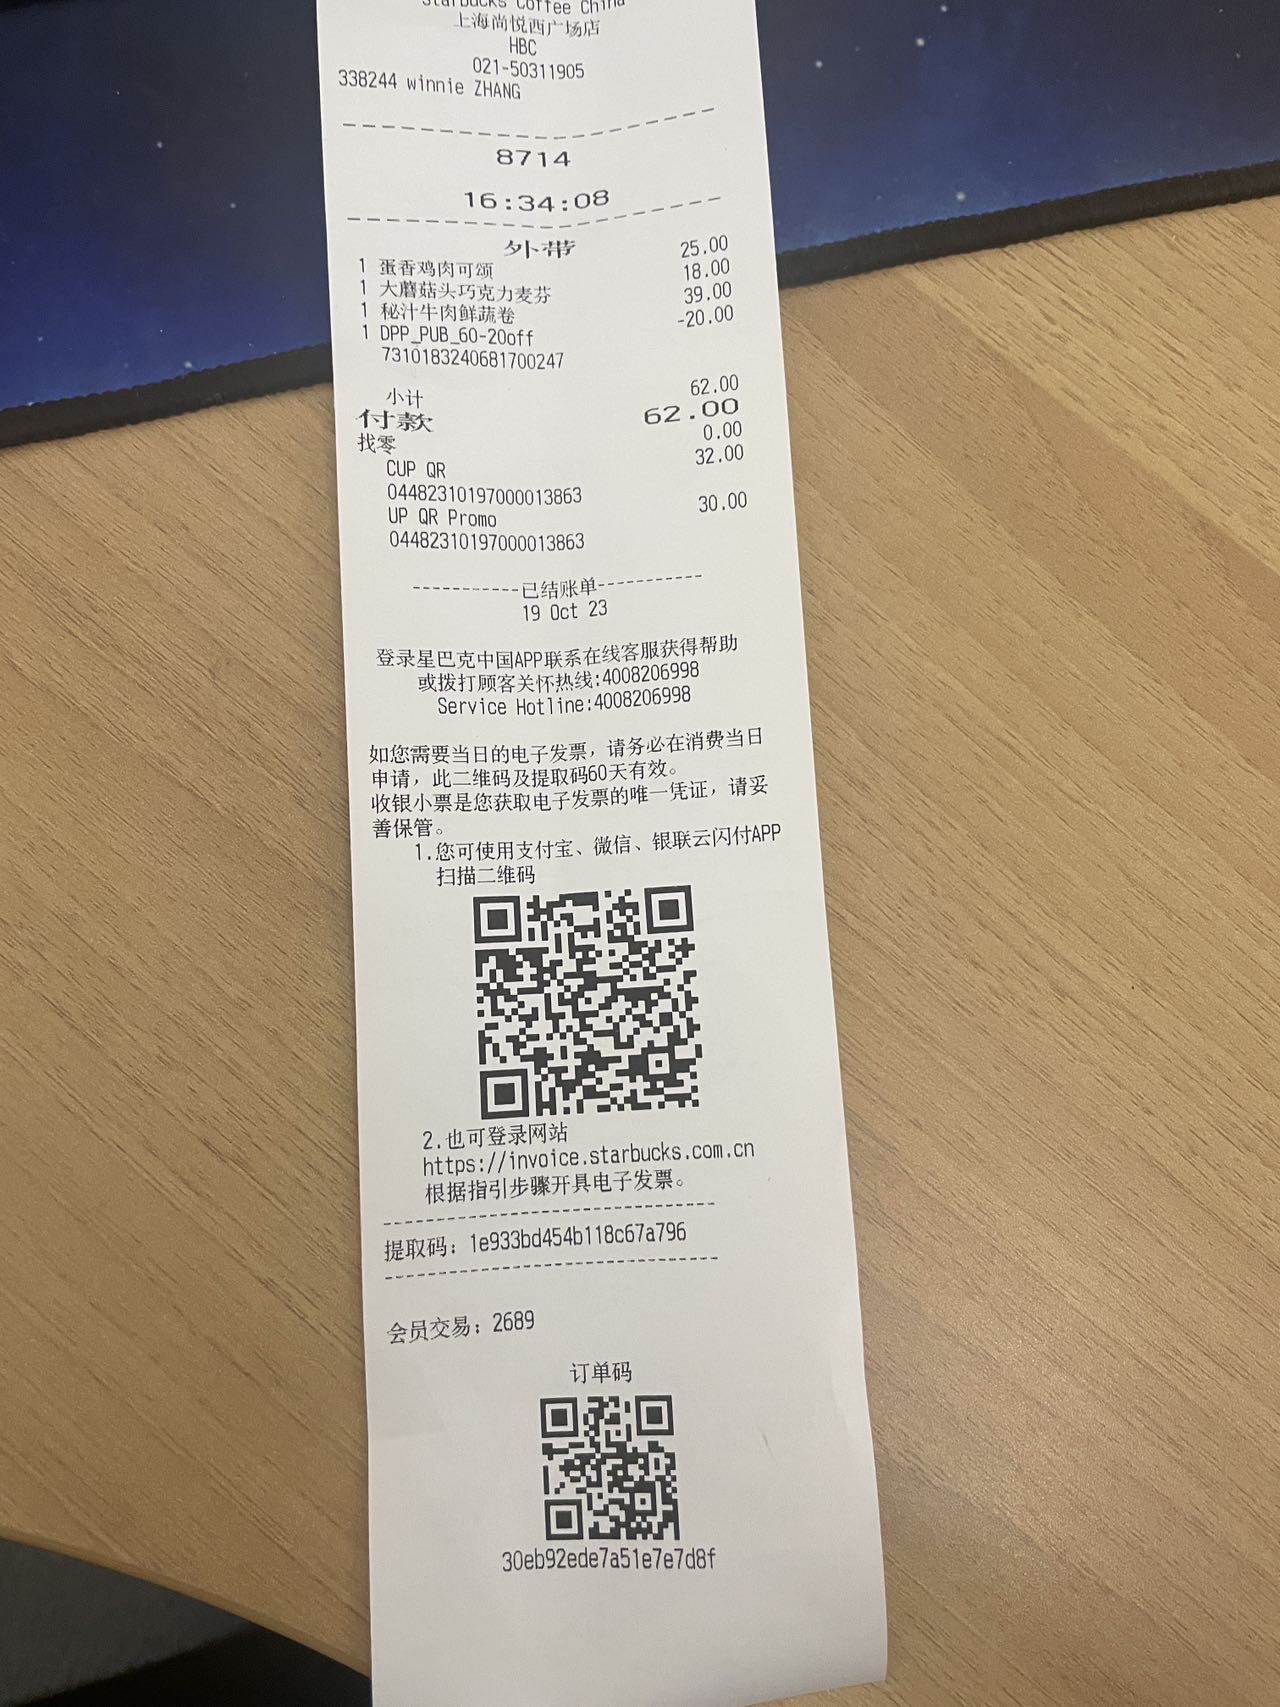 Starbucks Coffee China
上海尚悦西广场店
HBC
021-50311905
338244 winnie ZHANG
8714
16:34:08
外带
1 蛋香鸡肉可颂 25.00
1 大蘑菇头巧克力麦芬 18.00
1 秘汁牛肉鲜蔬卷 39.00
1 DPP_PUB_60-20off -20.00
7310183240681700247
小计 62.00
付款 62.00
找零 0.00
CUP QR 32.00
04482310197000013863
UP QR Promo 30.00
04482310197000013863
-----------已结账单-----------
19 Oct 23
登录星巴克中国APP联系在线客服获得帮助
或拨打顾客关怀热线:4008206998
Service Hotline:4008206998
如您需要当日的电子发票，请务必在消费当日
申请，此二维码及提取码60天有效。
收银小票是您获取电子发票的唯一凭证，请妥
善保管。
1.您可使用支付宝、微信、银联云闪付APP
扫描二维码
2.也可登录网站
https://invoice.starbucks.com.cn
根据指引步骤开具电子发票。
提取码：1e933bd454b118c67a796
会员交易：2689
订单码
30eb92ede7a51e7e7d8f